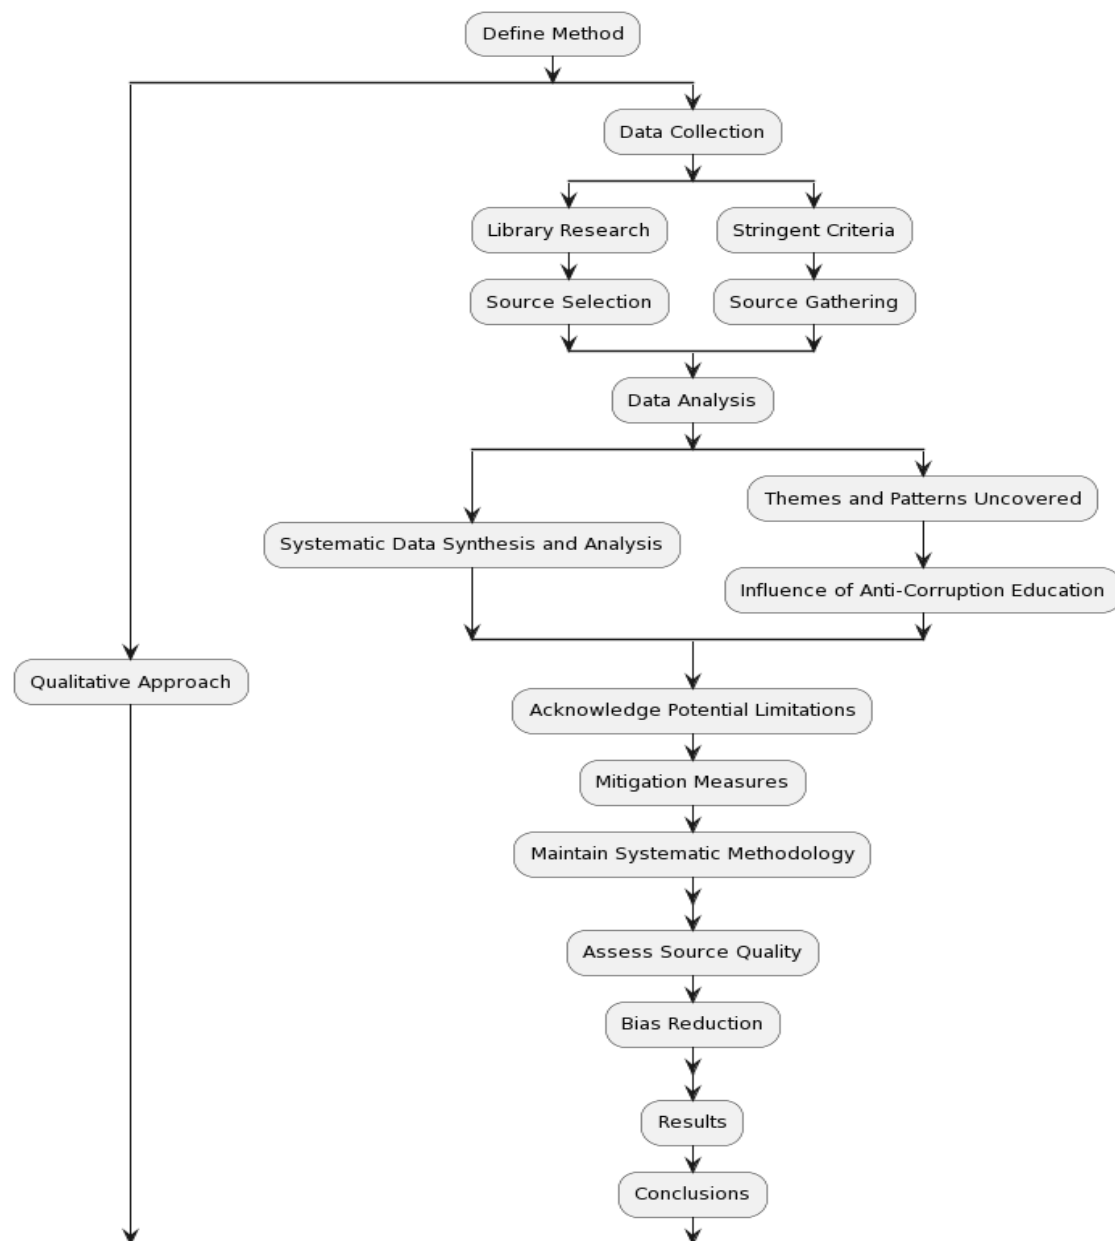 Define Method
Data Collection
Library Research
Stringent Criteria
Source Selection
Source Gathering
Data Analysis
Themes and Patterns Uncovered
Systematic Data Synthesis and Analysis
Influence of Anti-Corruption Education
Qualitative Approach
Acknowledge Potential Limitations
Mitigation Measures
Maintain Systematic Methodology
Assess Source Quality
Bias Reduction
Results
Conclusions